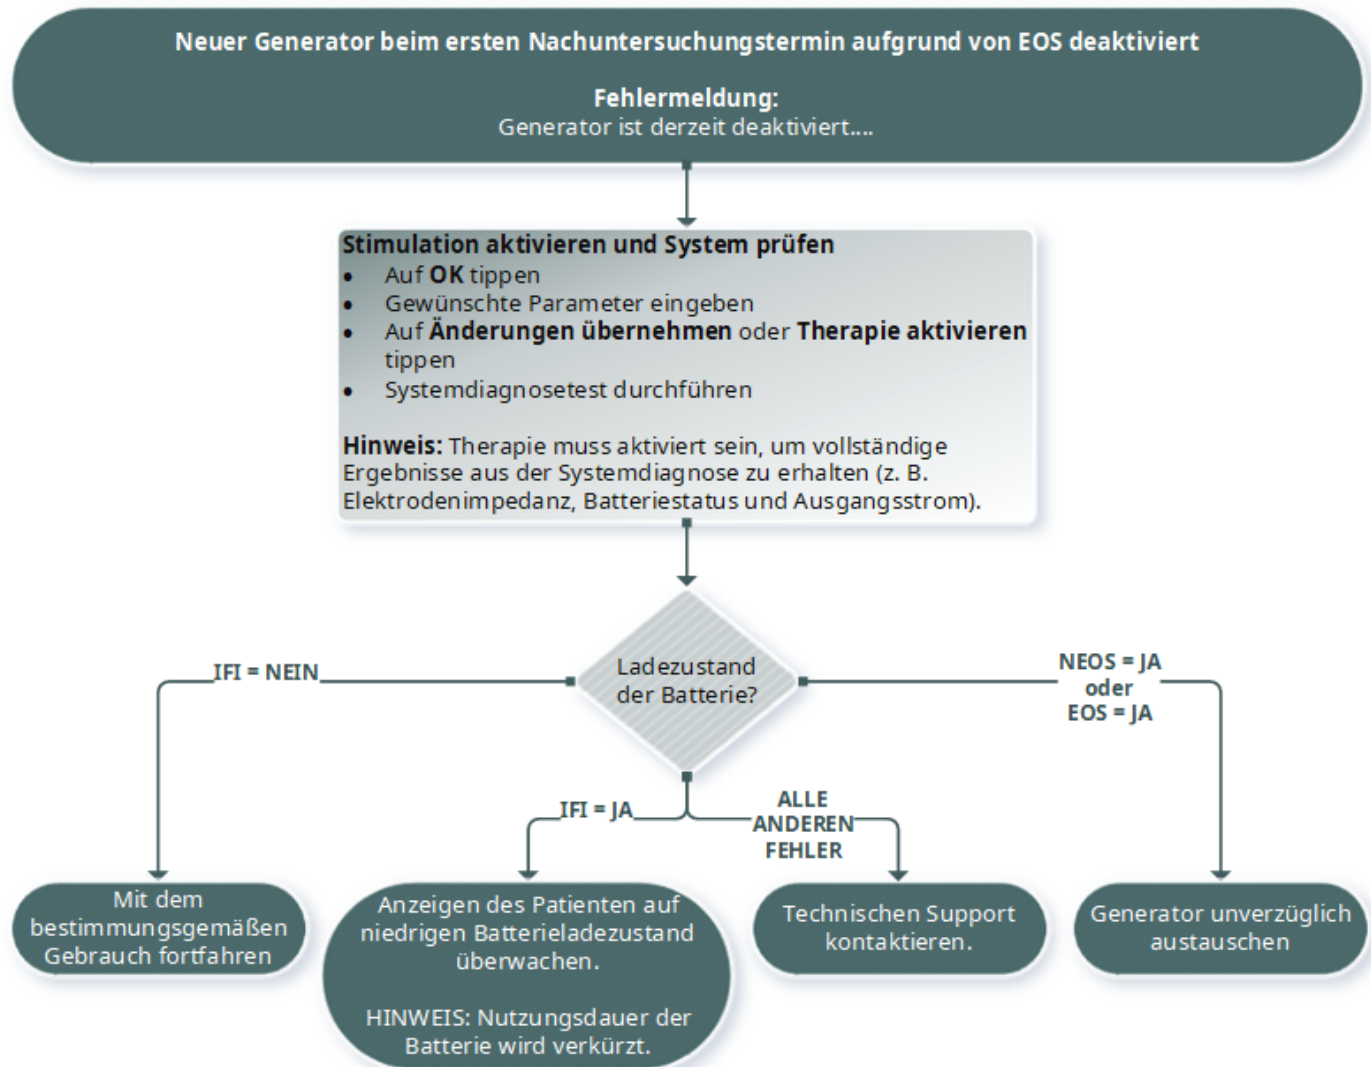 Neuer Generator beim ersten Nachuntersuchungstermin aufgrund von EOS deaktiviert
Fehlermeldung:
Generator ist derzeit deaktiviert....
Stimulation aktivieren und System prüfen
• Auf OK tippen
• Gewünschte Parameter eingeben
• Auf Änderungen übernehmen oder Therapie aktivieren
tippen
• Systemdiagnosetest durchführen
Hinweis: Therapie muss aktiviert sein, um vollständige
Ergebnisse aus der Systemdiagnose zu erhalten (z. B.
Elektrodenimpedanz, Batteriestatus und Ausgangsstrom).
Ladezustand
der Batterie?
IFI = NEIN
NEOS = JA
oder
EOS = JA
IFI = JA
ALLE
ANDEREN
FEHLER
Mit dem
bestimmungsgemäßen
Gebrauch fortfahren
Anzeigen des Patienten auf
niedrigen Batterieladezustand
überwachen.
HINWEIS: Nutzungsdauer der
Batterie wird verkürzt.
Technischen Support
kontaktieren.
Generator unverzüglich
austauschen